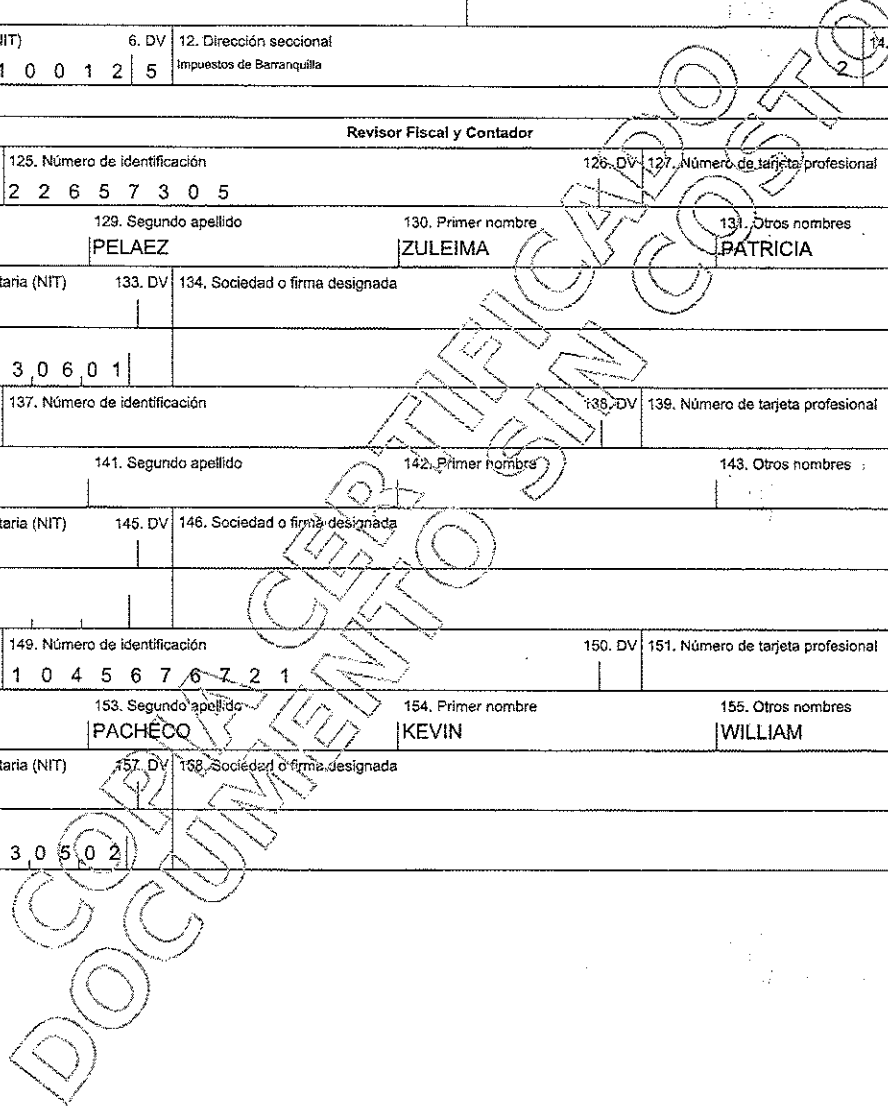 IIT) 6. DV 12. Dirección seccional 14.
1 0 0 1 2 5 Impuestos de Barranquilla 2
Revisor Fiscal y Contador
125. Número de identificación 126. DV 127. Número de tarjeta profesional
2 2 6 5 7 3 0 5
129. Segundo apellido 130. Primer nombre 131. Otros nombres
PELAEZ ZULEIMA PATRICIA
taria (NIT) 133. DV 134. Sociedad o firma designada
3 0 6 0 1
137. Número de identificación 138. DV 139. Número de tarjeta profesional
141. Segundo apellido 142. Primer nombre 143. Otros nombres
taria (NIT) 145. DV 146. Sociedad o firma designada
149. Número de identificación 150. DV 151. Número de tarjeta profesional
1 0 4 5 6 7 6 7 2 1
153. Segundo apellido 154. Primer nombre 155. Otros nombres
PACHECO KEVIN WILLIAM
taria (NIT) 157. DV 158. Sociedad o firma designada
3 0 5 0 2
COPIA CERTIFICADO
DOCUMENTO SIN COSTO